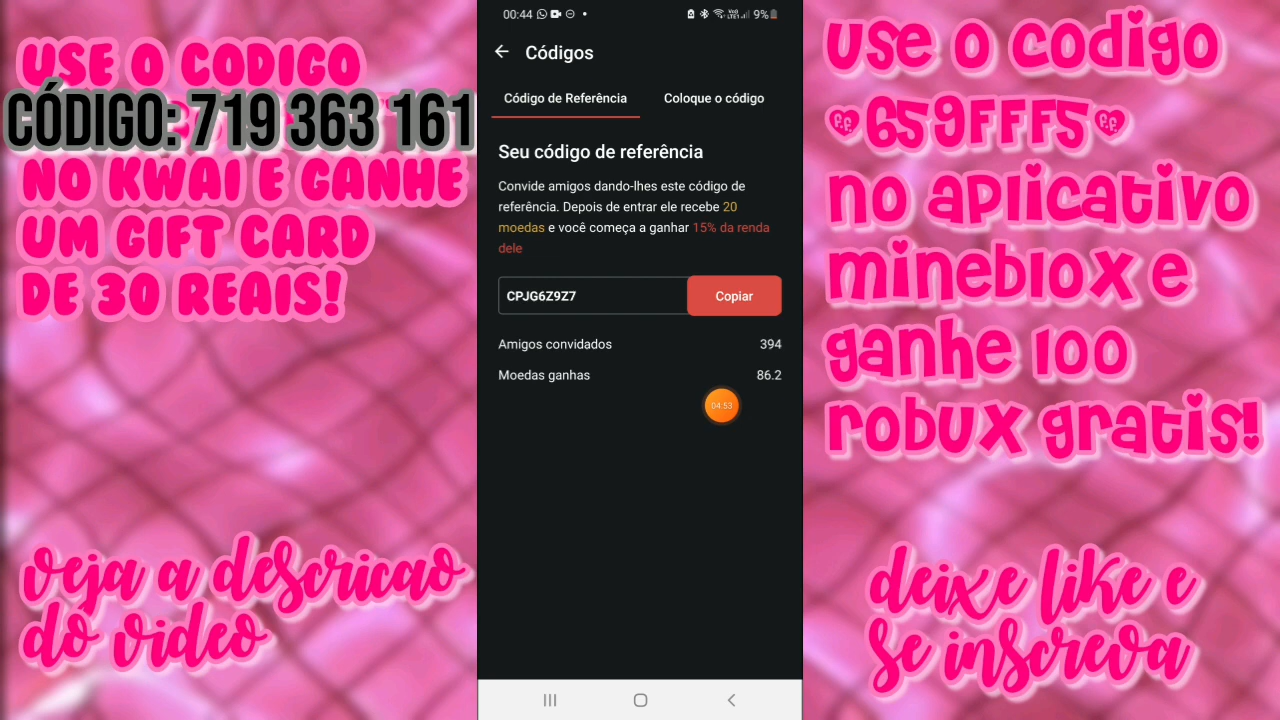 USE O CODIGO
CÓDIGO: 719 363 161
NO KWAI E GANHE
UM GIFT CARD
DE 30 REAIS!
veja a descricao
do video
00:44
9%
Códigos
Código de Referência
Coloque o código
Seu código de referência
Convide amigos dando-lhes este código de
referência. Depois de entrar ele recebe 20
moedas e você começa a ganhar 15% da renda
dele
CPJG6Z9Z7
Copiar
Amigos convidados 394
Moedas ganhas 86.2
04:53
use o codigo
659FFF5
no aplicativo
mineblox e
ganhe 100
robux gratis!
deixe like e
se inscreva